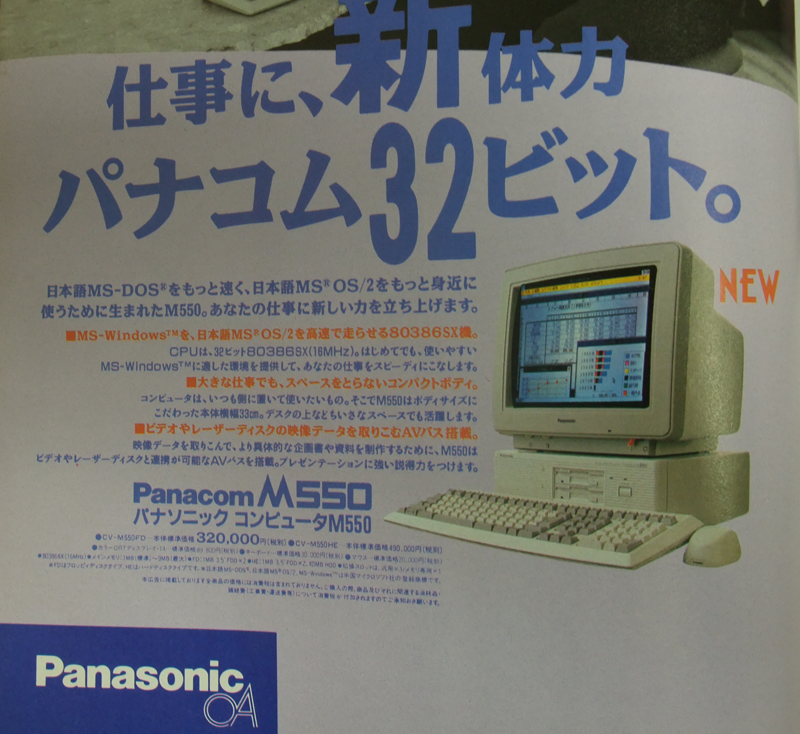 仕事に、新体力
パナコム32ビット。
日本語MS-DOS®をもっと速く、日本語MS®OS/2をもっと身近に
使うために生まれたM550。あなたの仕事に新しい力を立ち上げます。
NEW
■MS-Windows™を、日本語MS®OS/2を高速で走らせる80386SX機。
CPUは、32ビット80386SX(16MHz)。はじめてでも、使いやすい
MS-Windows™に適した環境を提供して、あなたの仕事をスピーディにこなします。
■大きな仕事でも、スペースをとらないコンパクトボディ。
コンピュータは、いつも側に置いて使いたいもの。そこでM550はボディサイズに
こだわった本体横幅33cm。デスクの上などちいさなスペースでも活躍します。
■ビデオやレーザーディスクの映像データを取りこむAVパス搭載。
映像データを取りこんで、より具体的な企画書や資料を制作するために、M550は
ビデオやレーザーディスクと連携が可能なAVパスを搭載。プレゼンテーションに強い説得力をつけます。
Panasonic
Panacom M550
パナソニック コンピュータM550
●CV-M550FD 本体標準価格320,000円(税別)●CV-M550HE 本体標準価格490,000円(税別)
Panasonic
OA